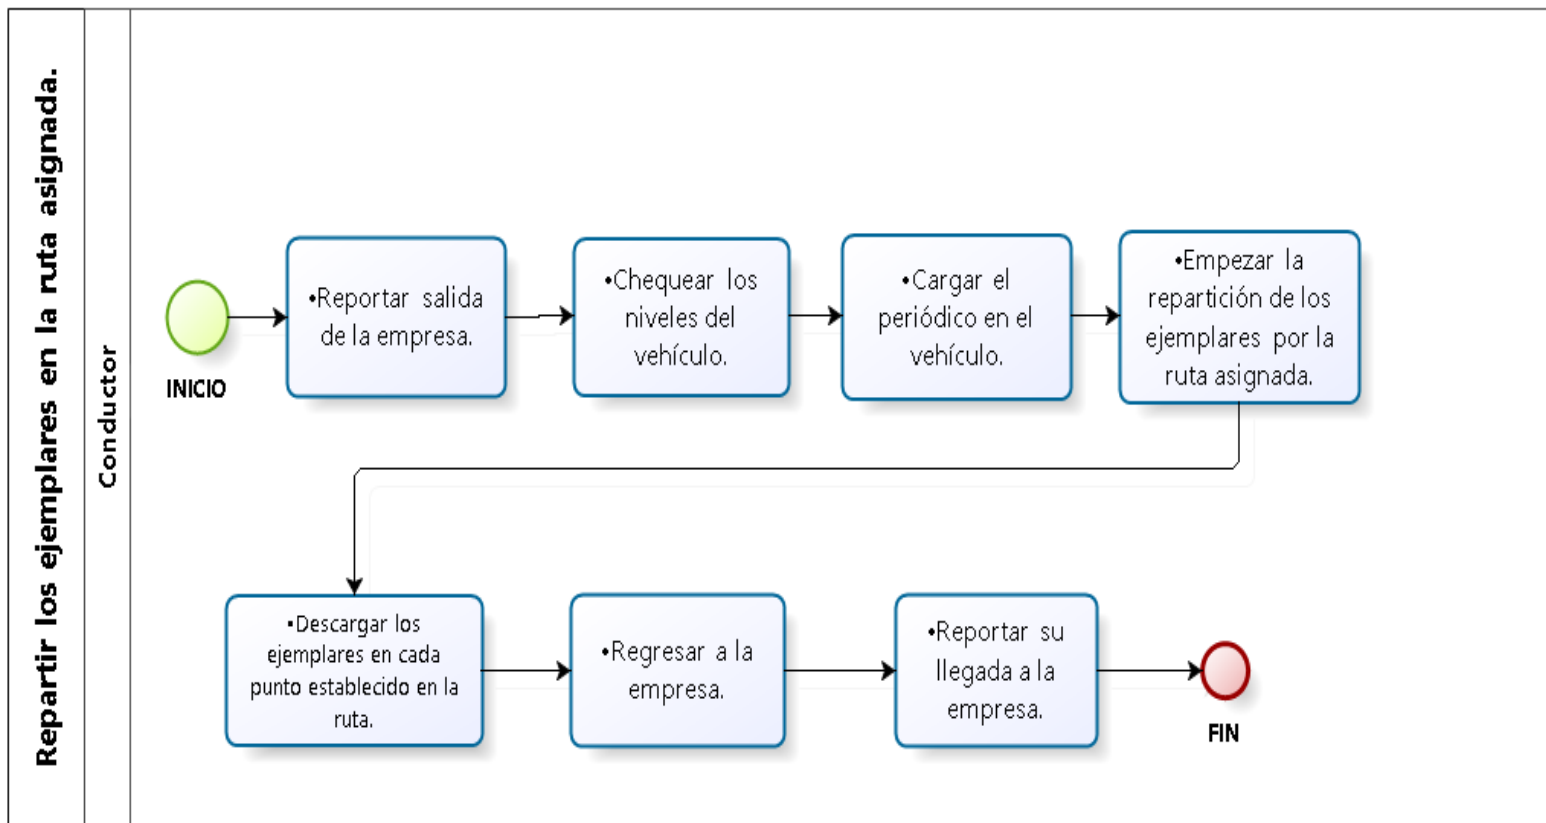 Repartir los ejemplares en la ruta asignada.
Conductor
INICIO
•Reportar salida
de la empresa.
•Chequear los
niveles del
vehículo.
•Cargar el
periódico en el
vehículo.
•Empezar la
repartición de los
ejemplares por la
ruta asignada.
•Descargar los
ejemplares en cada
punto establecido en la
ruta.
•Regresar a la
empresa.
•Reportar su
llegada a la
empresa.
FIN